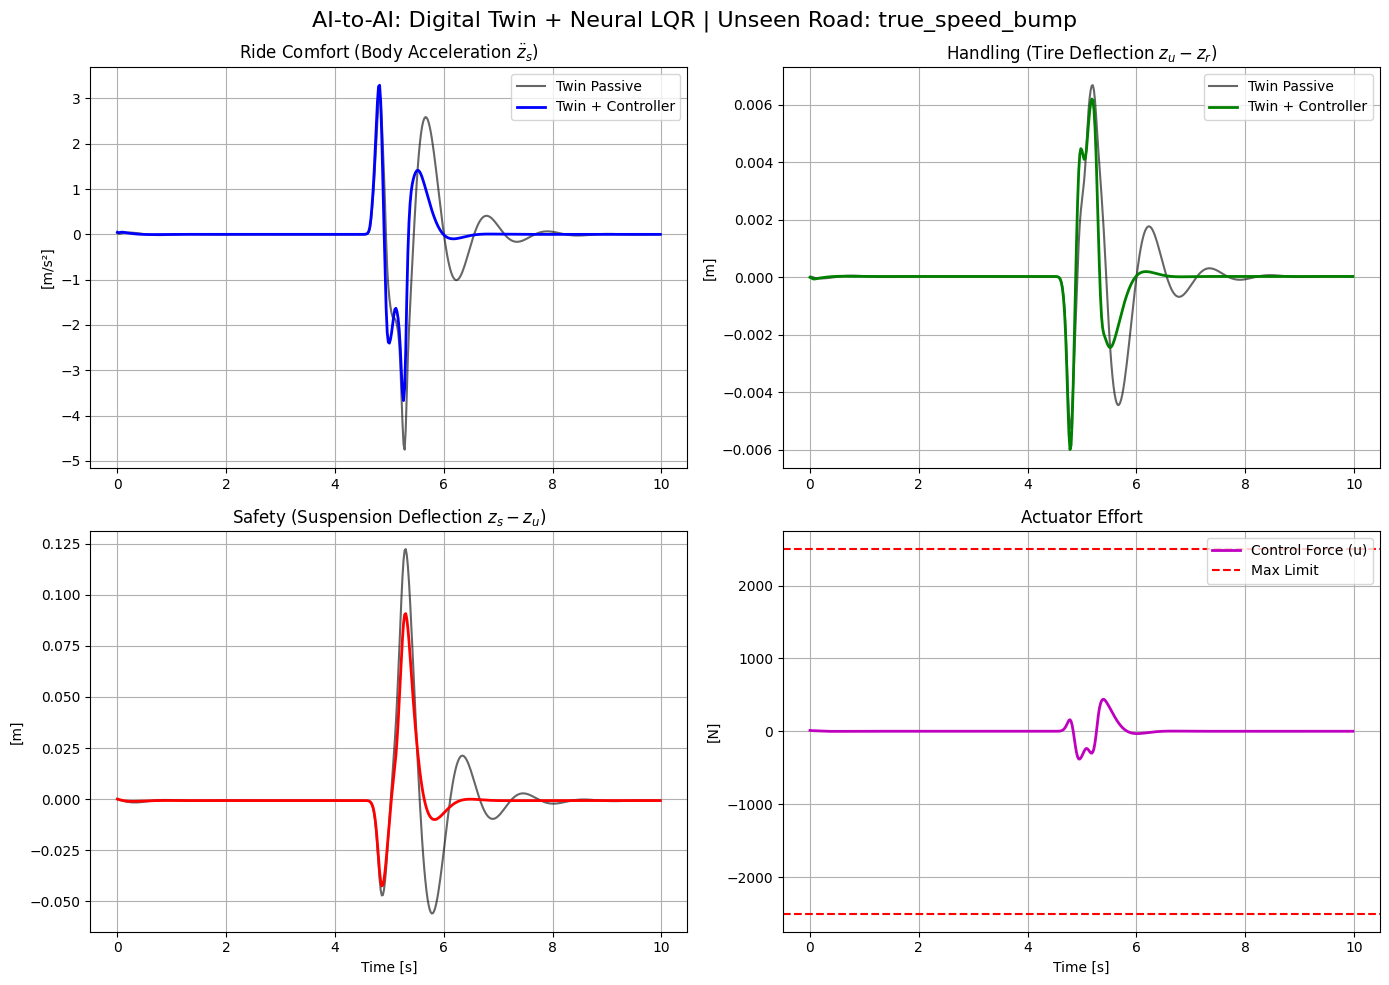 AI-to-AI: Digital Twin + Neural LQR | Unseen Road: true_speed_bump
Ride Comfort (Body Acceleration z̈ₛ)
[m/s²]
3
2
1
0
−1
−2
−3
−4
−5
0 2 4 6 8 10
Twin Passive
Twin + Controller
Handling (Tire Deflection zᵤ − zᵣ)
[m]
0.006
0.004
0.002
0.000
−0.002
−0.004
−0.006
0 2 4 6 8 10
Twin Passive
Twin + Controller
Safety (Suspension Deflection zₛ − zᵤ)
[m]
0.125
0.100
0.075
0.050
0.025
0.000
−0.025
−0.050
0 2 4 6 8 10
Time [s]
Actuator Effort
[N]
2000
1000
0
−1000
−2000
0 2 4 6 8 10
Time [s]
Control Force (u)
Max Limit